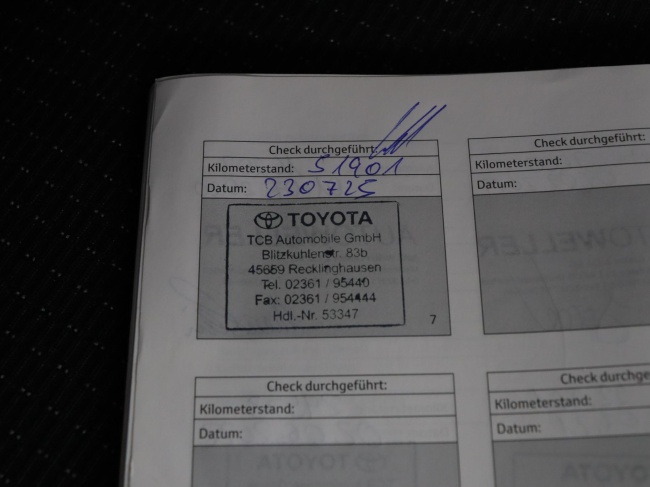 Check durchgeführt:
Kilometerstand: 51901
Datum: 230725
TOYOTA
TCB Automobile GmbH
Blitzkuhlenstr. 83b
45659 Recklinghausen
Tel. 02361 / 95440
Fax: 02361 / 954444
Hdl.-Nr. 53347
7
Check durchgeführt:
Kilometerstand:
Datum:
Check durchgeführt:
Kilometerstand:
Datum:
Check durchge
Kilometerstand:
Datum: